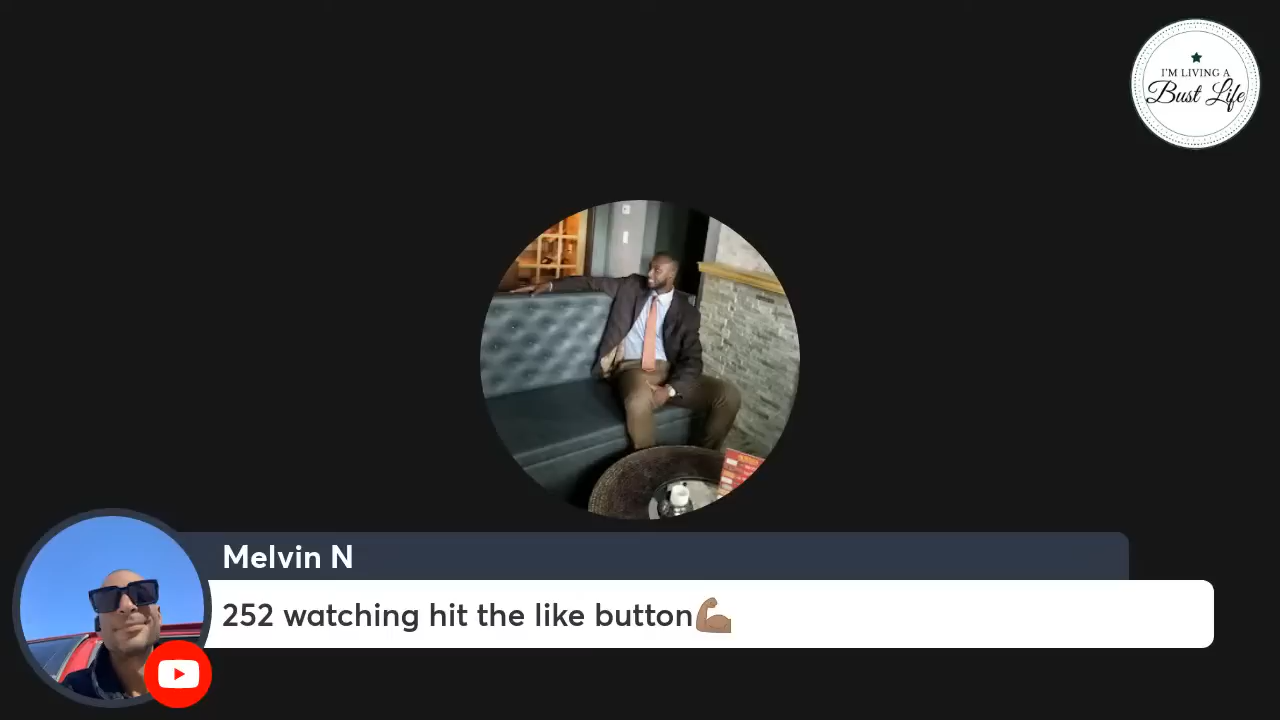 I'M LIVING A
Bust Life
Melvin N
252 watching hit the like button💪🏽